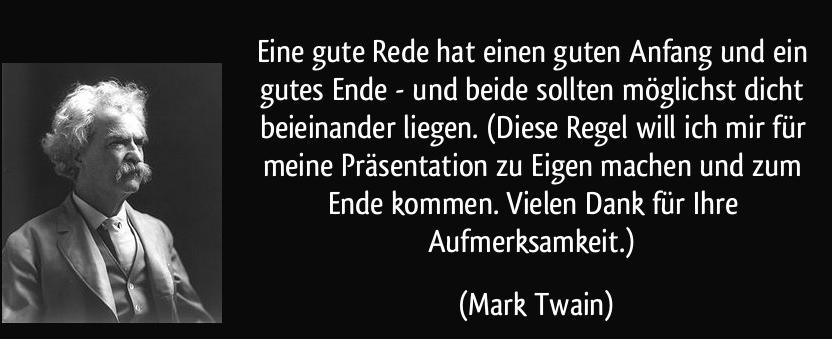 Eine gute Rede hat einen guten Anfang und ein
gutes Ende - und beide sollten möglichst dicht
beieinander liegen. (Diese Regel will ich mir für
meine Präsentation zu Eigen machen und zum
Ende kommen. Vielen Dank für Ihre
Aufmerksamkeit.)
(Mark Twain)